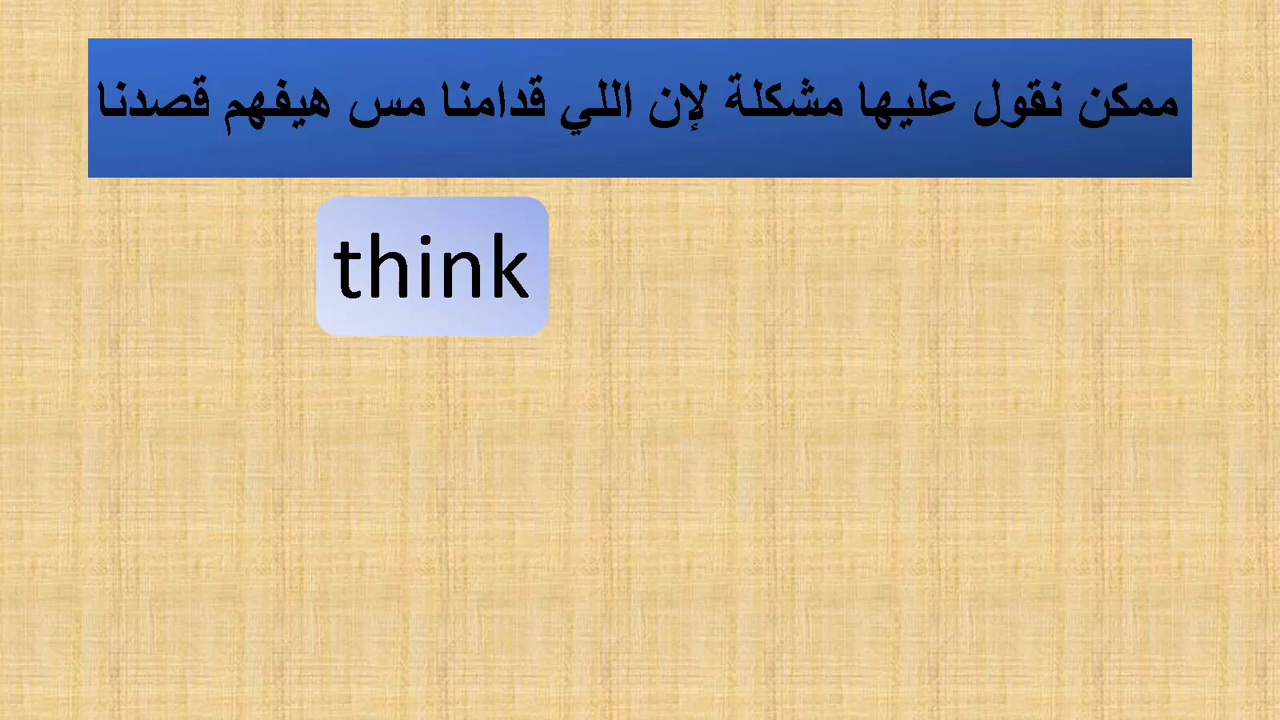 ممكن نقول عليها مشكلة لإن اللي قدامنا مس هيفهم قصدنا
think